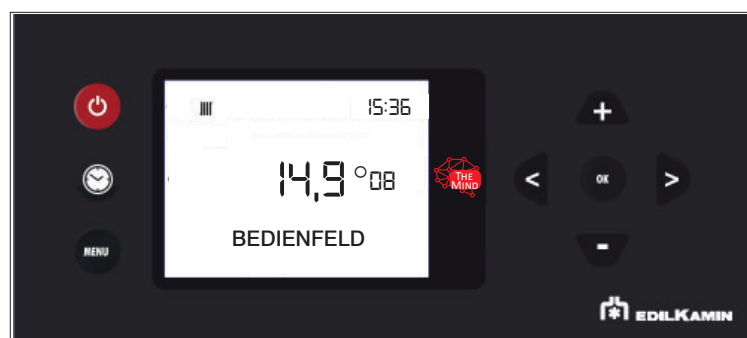 15:36
14,9°08
THE
MIND
BEDIENFELD
MENU
+
<
OK
>
-
EDILKAMIN